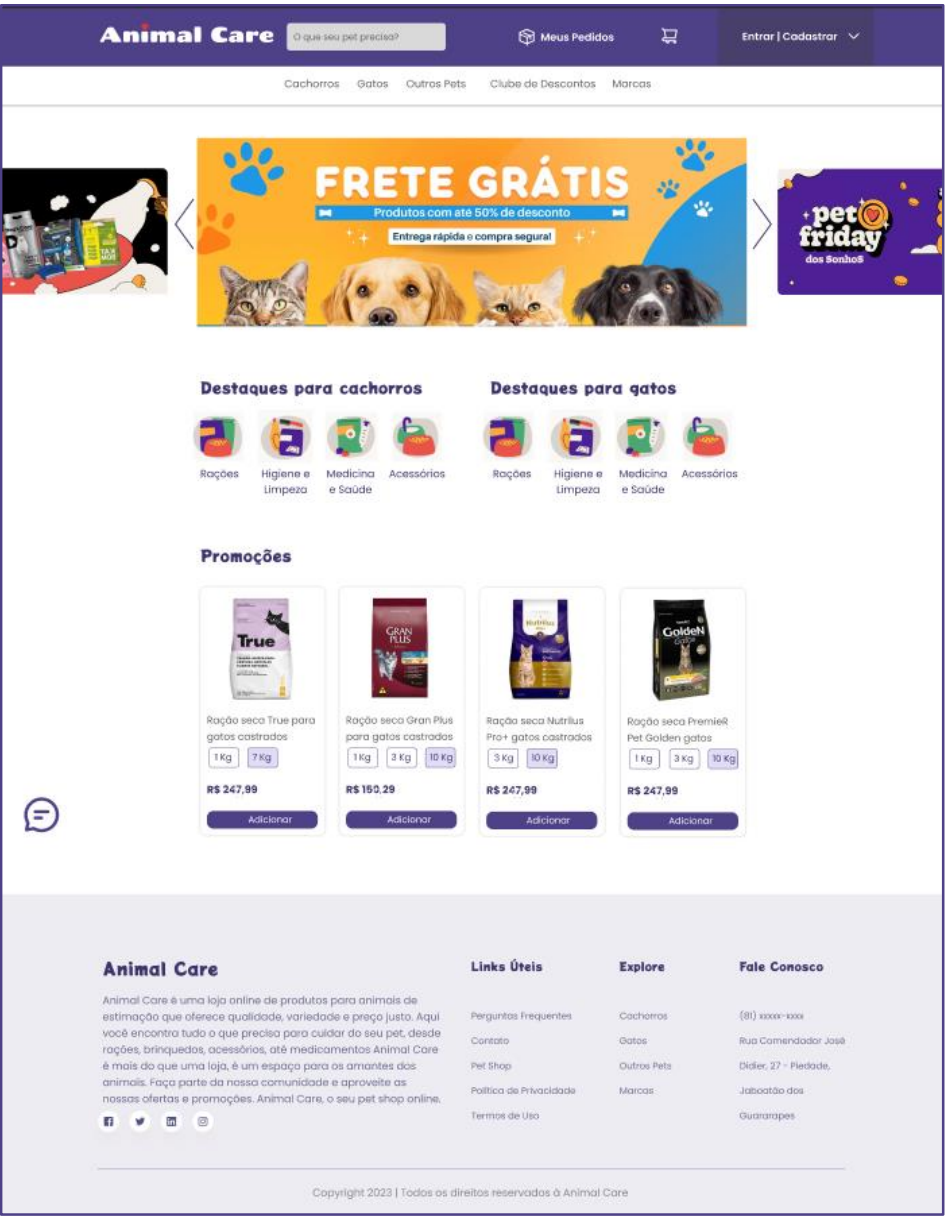 Animal Care
O que seu pet precisa?
Meus Pedidos
Entrar | Cadastrar
Cachorros Gatos Outros Pets Clube de Descontos Marcas
FRETE GRÁTIS
Produtos com até 50% de desconto
Entrega rápida e compra segura!
pet
friday
dos Sonhos
Destaques para cachorros
Rações
Higiene e
Limpeza
Medicina
e Saúde
Acessórios
Destaques para gatos
Rações
Higiene e
Limpeza
Medicina
e Saúde
Acessórios
Promoções
True
Ração seca True para
gatos castrados
1 Kg 7 Kg
R$ 247,99
Adicionar
GRAN
PLUS
Ração seca Gran Plus
para gatos castrados
1 Kg 3 Kg 10 Kg
R$ 150,29
Adicionar
Nutrilus
Ração seca Nutrilus
Pro+ gatos castrados
3 Kg 10 Kg
R$ 247,99
Adicionar
GoldeN
Gatos
Ração seca PremieR
Pet Golden gatos
1 Kg 3 Kg 10 Kg
R$ 247,99
Adicionar
Animal Care
Animal Care é uma loja online de produtos para animais de
estimação que oferece qualidade, variedade e preço justo. Aqui
você encontra tudo o que precisa para cuidar do seu pet, desde
rações, brinquedos, acessórios, até medicamentos Animal Care
é mais do que uma loja, é um espaço para os amantes dos
animais. Faça parte da nossa comunidade e aproveite as
nossas ofertas e promoções. Animal Care, o seu pet shop online.
Links Úteis
Perguntas Frequentes
Contato
Pet Shop
Política de Privacidade
Termos de Uso
Explore
Cachorros
Gatos
Outros Pets
Marcas
Fale Conosco
(81) xxxxx-xxxx
Rua Comendador José
Didier, 27 - Piedade,
Jaboatão dos
Guararapes
Copyright 2023 | Todos os direitos reservados à Animal Care